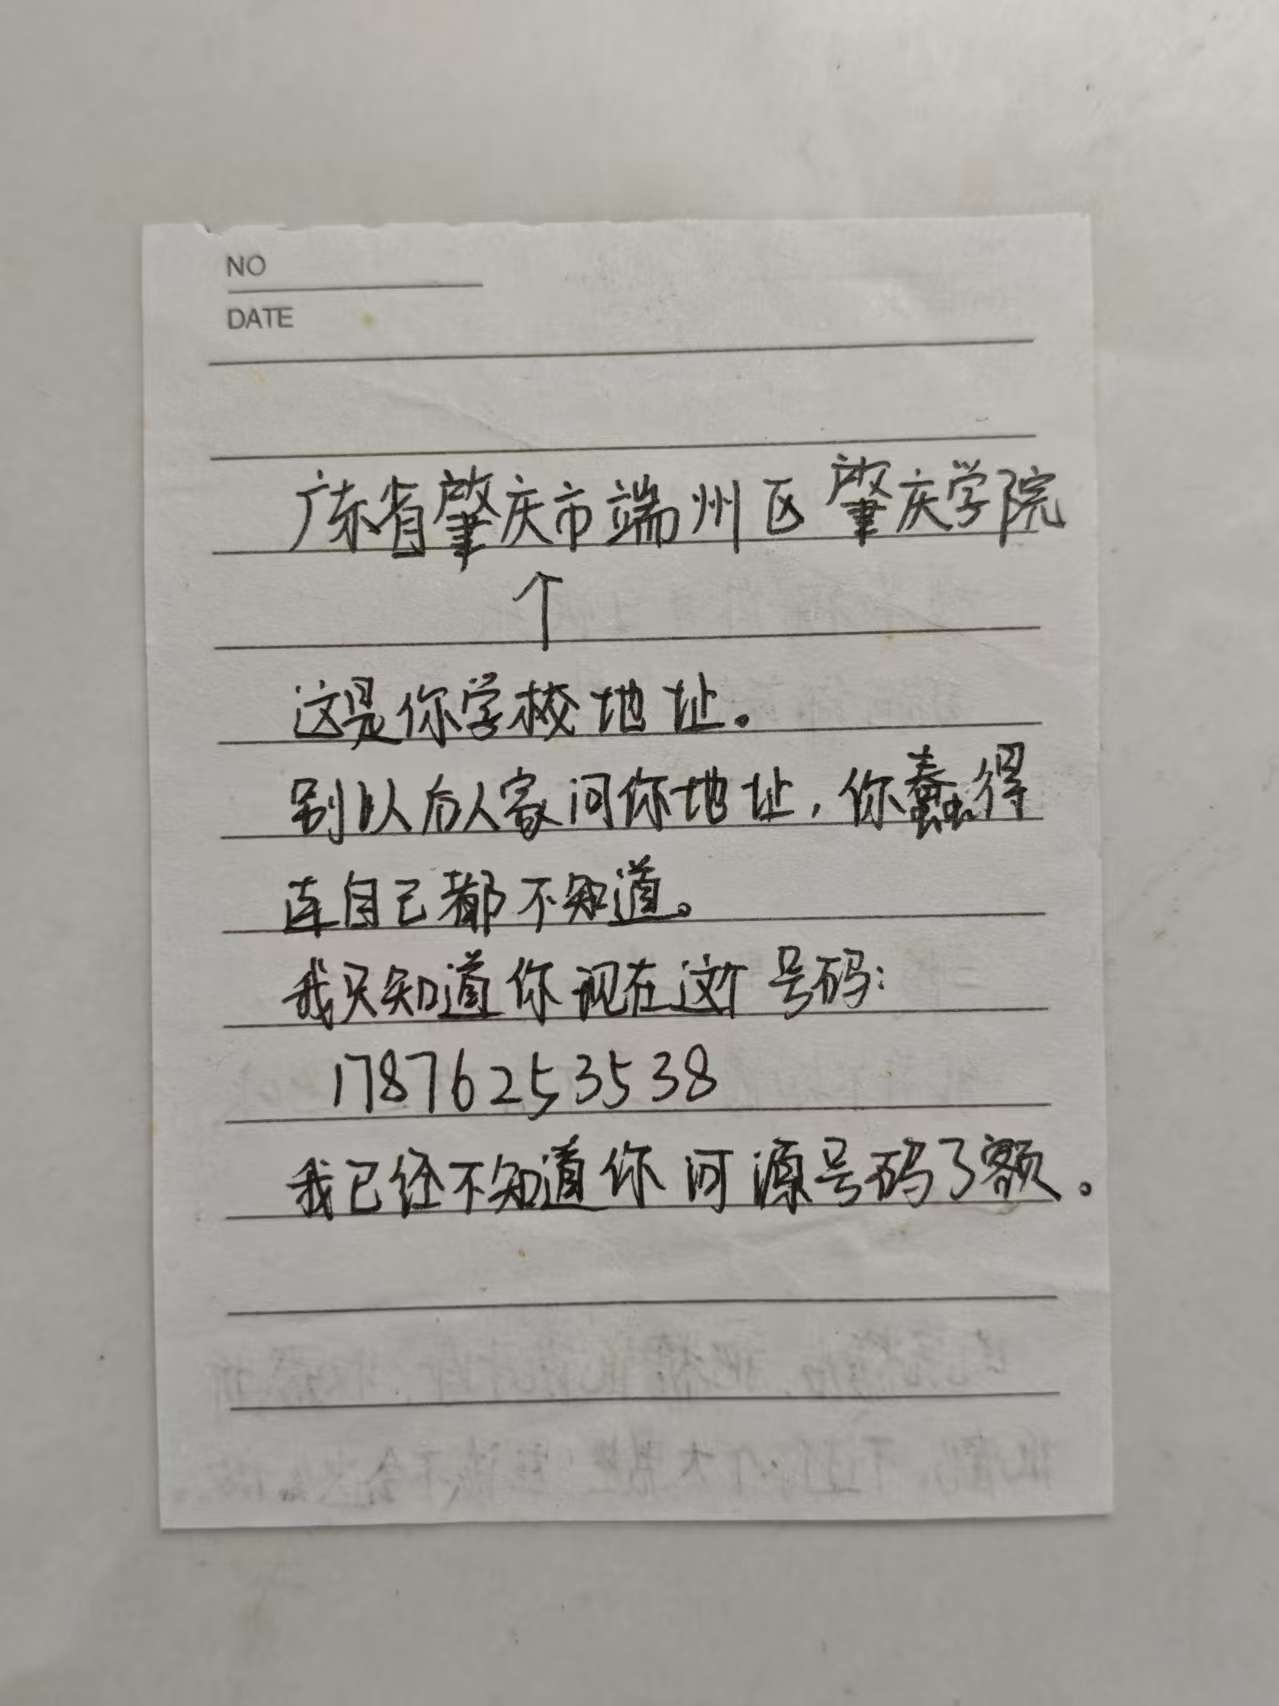 NO
DATE
广东省肇庆市端州区肇庆学院
↑
这是你学校地址。
别以后人家问你地址，你蠢得
连自己都不知道。
我只知道你现在这个号码：
17876253538
我已经不知道你河源号码了额。